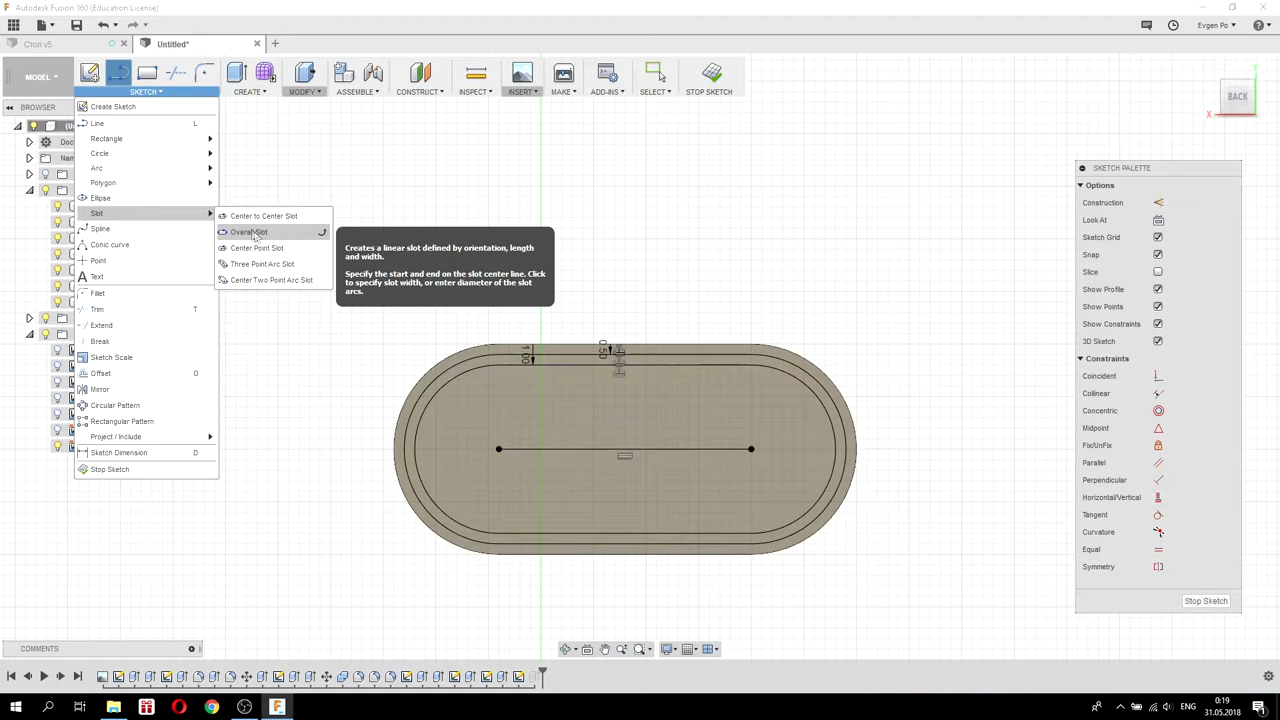 Autodesk Fusion 360 (Education License)
Evgen Po
Стол v5
Untitled*
MODEL
SKETCH
CREATE
MODIFY
ASSEMBLE
CONSTRUCT
INSPECT
INSERT
MAKE
ADD-INS
SELECT
STOP SKETCH
BROWSER
Create Sketch
Line L
Rectangle
Circle
Arc
Polygon
Ellipse
Slot
Spline
Conic curve
Point
Text
Fillet
Trim T
Extend
Break
Sketch Scale
Offset O
Mirror
Circular Pattern
Rectangular Pattern
Project / Include
Sketch Dimension D
Stop Sketch
Center to Center Slot
Overall Slot
Center Point Slot
Three Point Arc Slot
Center Two Point Arc Slot
Creates a linear slot defined by orientation, length
and width.
Specify the start and end on the slot center line. Click
to specify slot width, or enter diameter of the slot
arcs.
1.00
0.50
BACK
X
Y
SKETCH PALETTE
Options
Construction
Look At
Sketch Grid
Snap
Slice
Show Profile
Show Points
Show Constraints
3D Sketch
Constraints
Coincident
Collinear
Concentric
Midpoint
Fix/UnFix
Parallel
Perpendicular
Horizontal/Vertical
Tangent
Curvature
Equal
Symmetry
Stop Sketch
COMMENTS
0:19
31.05.2018